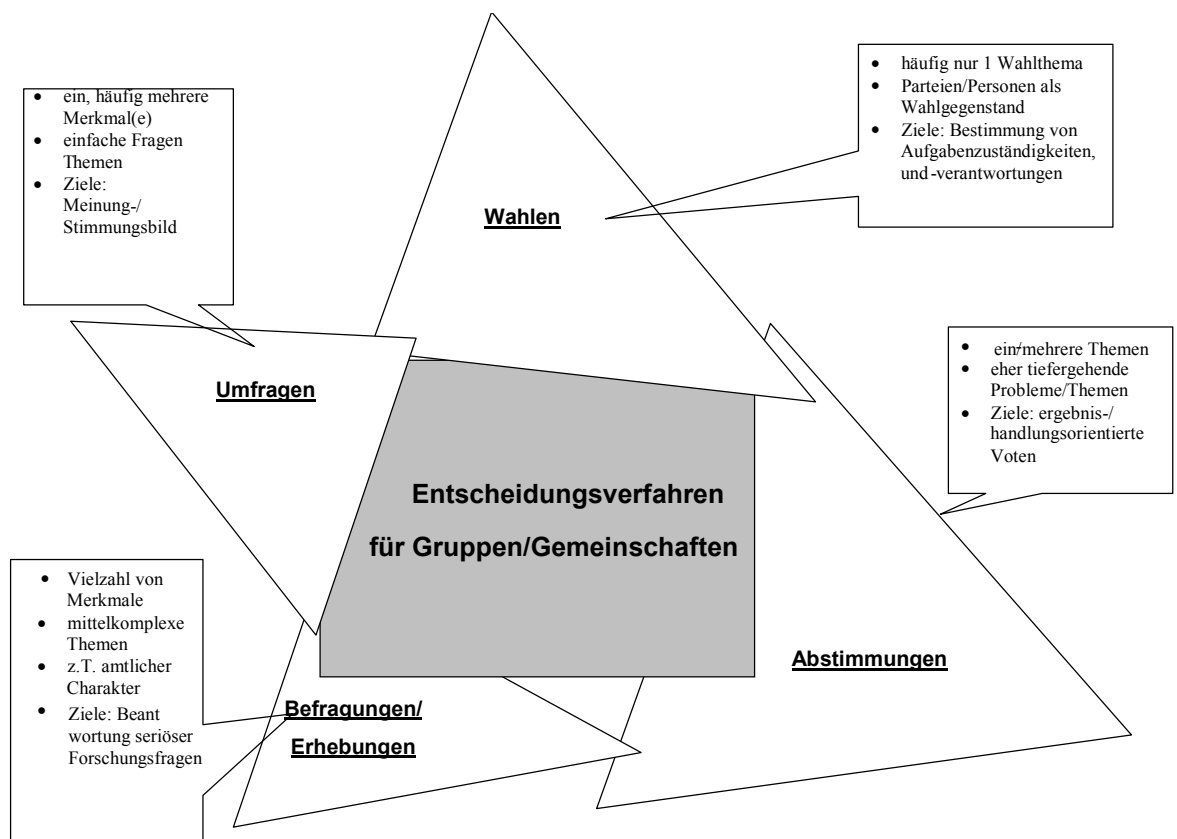 • häufig nur 1 Wahlthema
• Parteien/Personen als
Wahlgegenstand
• Ziele: Bestimmung von
Aufgabenzuständigkeiten,
und -verantwortungen
• ein, häufig mehrere
Merkmal(e)
• einfache Fragen
Themen
• Ziele:
Meinung-/
Stimmungsbild
Wahlen
• ein/mehrere Themen
• eher tiefergehende
Probleme/Themen
• Ziele: ergebnis-/
handlungsorientierte
Voten
Umfragen
Entscheidungsverfahren
für Gruppen/Gemeinschaften
• Vielzahl von
Merkmale
• mittelkomplexe
Themen
• z.T. amtlicher
Charakter
• Ziele: Beant
wortung seriöser
Forschungsfragen
Abstimmungen
Befragungen/
Erhebungen